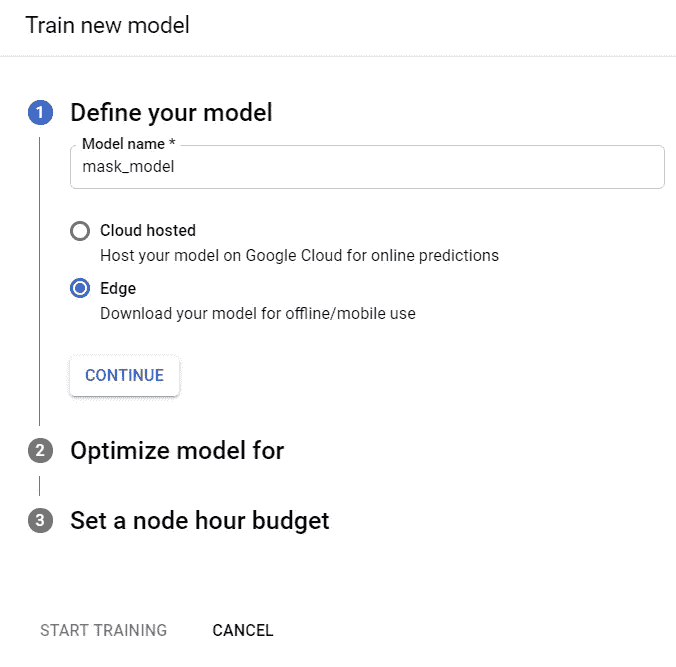 Train new model
1 Define your model
Model name *
mask_model
Cloud hosted
Host your model on Google Cloud for online predictions
Edge
Download your model for offline/mobile use
CONTINUE
2 Optimize model for
3 Set a node hour budget
START TRAINING CANCEL